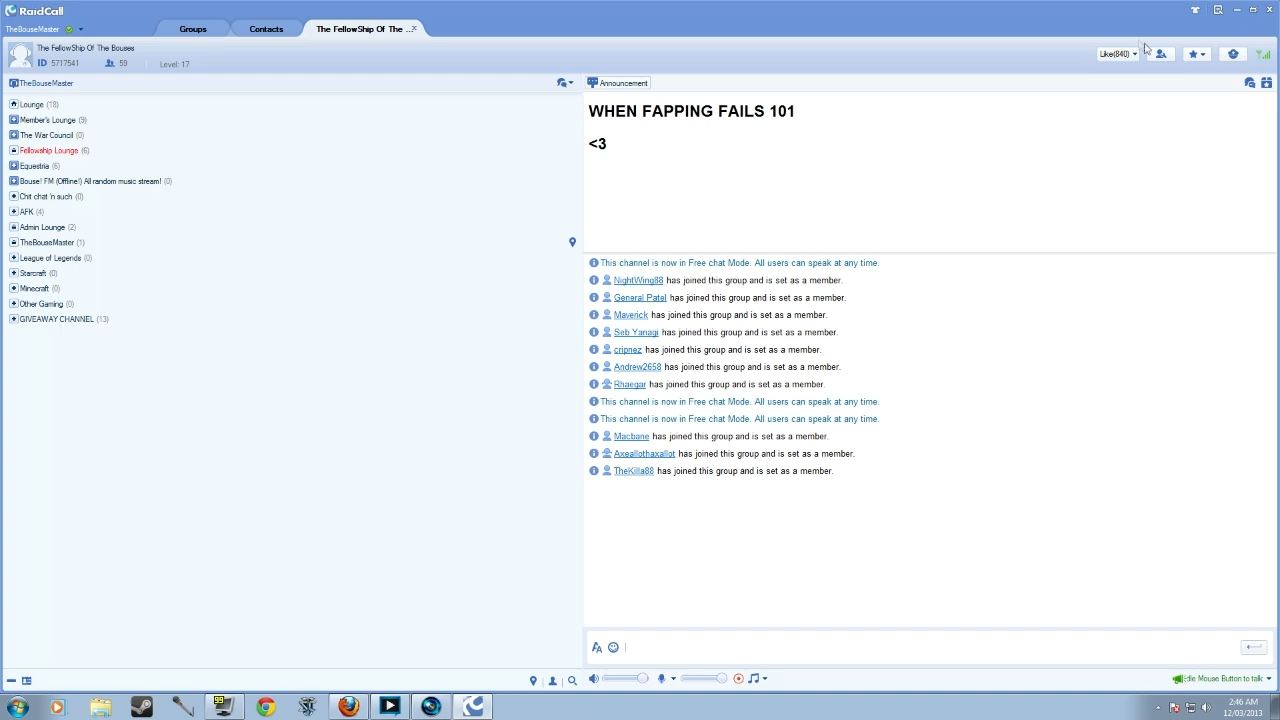 RaidCall
TheBouseMaster
Groups
Contacts
The FellowShip Of The ...
The FellowShip Of The Bouses
ID 5717541 59 Level: 17
Like(840)
TheBouseMaster
Lounge (18)
Member's Lounge (9)
The War Council (0)
Fellowship Lounge (6)
Equestria (6)
Bouse! FM (Offline!) All random music stream! (0)
Chit chat 'n such (0)
AFK (4)
Admin Lounge (2)
TheBouseMaster (1)
League of Legends (0)
Starcraft (0)
Minecraft (0)
Other Gaming (0)
GIVEAWAY CHANNEL (13)
Announcement
WHEN FAPPING FAILS 101
<3
This channel is now in Free chat Mode. All users can speak at any time.
NightWing88 has joined this group and is set as a member.
General Patel has joined this group and is set as a member.
Maverick has joined this group and is set as a member.
Seb Yanagi has joined this group and is set as a member.
cripnez has joined this group and is set as a member.
Andrew2658 has joined this group and is set as a member.
Rhaegar has joined this group and is set as a member.
This channel is now in Free chat Mode. All users can speak at any time.
This channel is now in Free chat Mode. All users can speak at any time.
Macbane has joined this group and is set as a member.
Axeallothaxallot has joined this group and is set as a member.
TheKilla88 has joined this group and is set as a member.
Mouse Button to talk
99
2:46 AM
12/03/2013